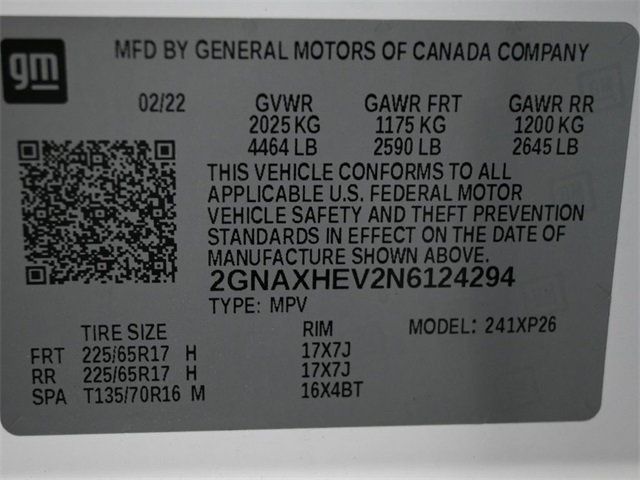 gm
MFD BY GENERAL MOTORS OF CANADA COMPANY
02/22 GVWR GAWR FRT GAWR RR
2025 KG 1175 KG 1200 KG
4464 LB 2590 LB 2645 LB
THIS VEHICLE CONFORMS TO ALL
APPLICABLE U.S. FEDERAL MOTOR
VEHICLE SAFETY AND THEFT PREVENTION
STANDARDS IN EFFECT ON THE DATE OF
MANUFACTURE SHOWN ABOVE.
2GNAXHEV2N6124294
TYPE: MPV
TIRE SIZE RIM MODEL: 241XP26
FRT 225/65R17 H 17X7J
RR 225/65R17 H 17X7J
SPA T135/70R16 M 16X4BT